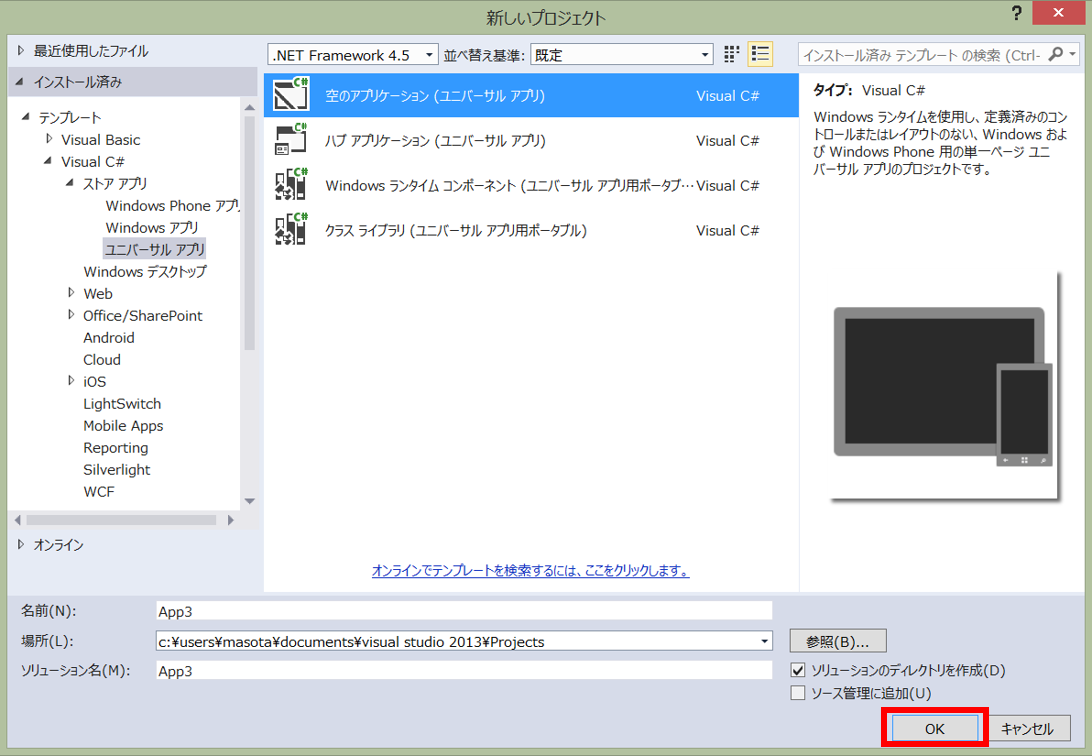 新しいプロジェクト
?
最近使用したファイル
.NET Framework 4.5
並べ替え基準:
既定
インストール済み テンプレート の検索 (Ctrl-
インストール済み
テンプレート
Visual Basic
Visual C#
ストア アプリ
Windows Phone アプリ
Windows アプリ
ユニバーサル アプリ
Windows デスクトップ
Web
Office/SharePoint
Android
Cloud
iOS
LightSwitch
Mobile Apps
Reporting
Silverlight
WCF
オンライン
C# 空のアプリケーション (ユニバーサル アプリ) Visual C#
C# ハブ アプリケーション (ユニバーサル アプリ) Visual C#
C# Windows ランタイム コンポーネント (ユニバーサル アプリ用ポータブ… Visual C#
C# クラス ライブラリ (ユニバーサル アプリ用ポータブル) Visual C#
オンラインでテンプレートを検索するには、ここをクリックします。
タイプ: Visual C#
Windows ランタイムを使用し、定義済みのコン
トロールまたはレイアウトのない、Windows およ
び Windows Phone 用の単一ページ ユニ
バーサル アプリのプロジェクトです。
名前(N):
App3
場所(L):
c:¥users¥masota¥documents¥visual studio 2013¥Projects
参照(B)...
ソリューション名(M):
App3
ソリューションのディレクトリを作成(D)
ソース管理に追加(U)
OK
キャンセル